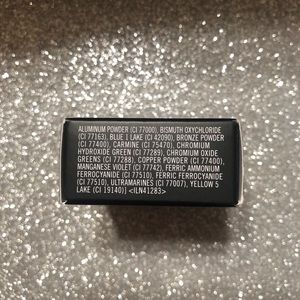 ALUMINUM POWDER (CI 77000), BISMUTH OXYCHLORIDE
(CI 77163), BLUE 1 LAKE (CI 42090), BRONZE POWDER
(CI 77400), CARMINE (CI 75470), CHROMIUM
HYDROXIDE GREEN (CI 77289), CHROMIUM OXIDE
GREENS (CI 77288), COPPER POWDER (CI 77400),
MANGANESE VIOLET (CI 77742), FERRIC AMMONIUM
FERROCYANIDE (CI 77510), FERRIC FERROCYANIDE
(CI 77510), ULTRAMARINES (CI 77007), YELLOW 5
LAKE (CI 19140)] <ILN41283>